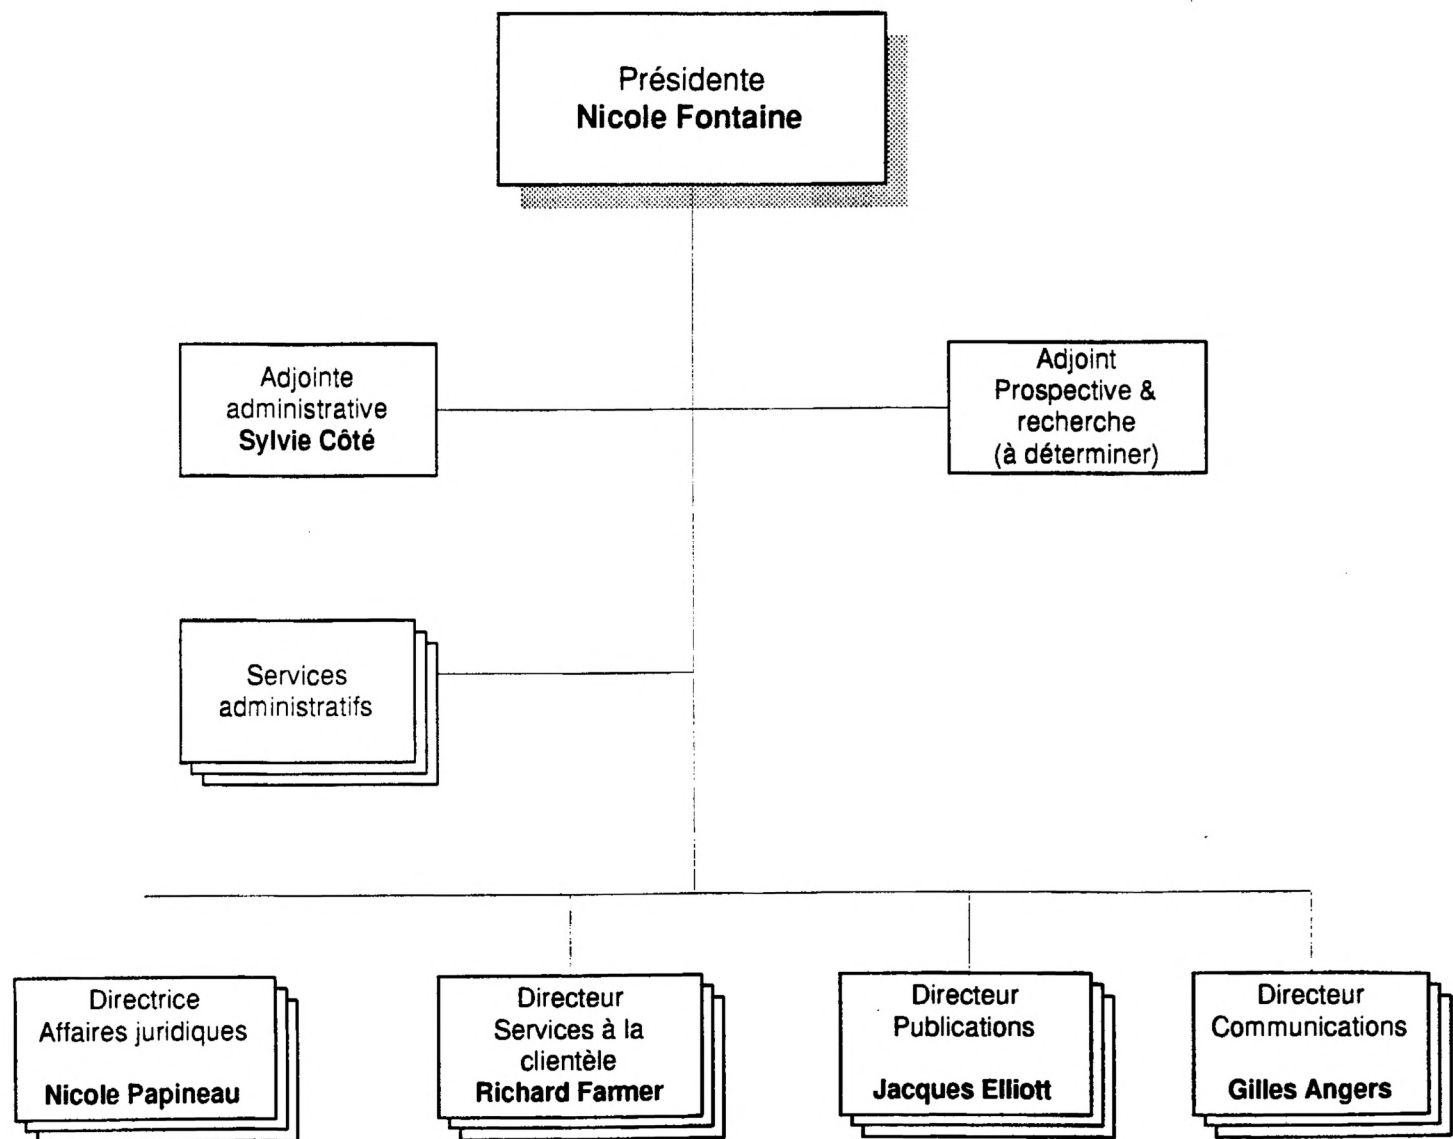 Présidente
Nicole Fontaine
Adjointe
administrative
Sylvie Côté
Adjoint
Prospective &
recherche
(à déterminer)
Services
administratifs
Directrice
Affaires juridiques
Nicole Papineau
Directeur
Services à la
clientèle
Richard Farmer
Directeur
Publications
Jacques Elliott
Directeur
Communications
Gilles Angers